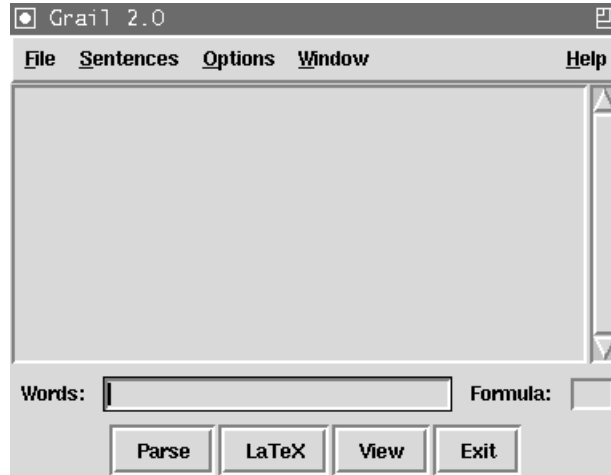 Grail 2.0
File Sentences Options Window Help
Words: Formula:
Parse LaTeX View Exit